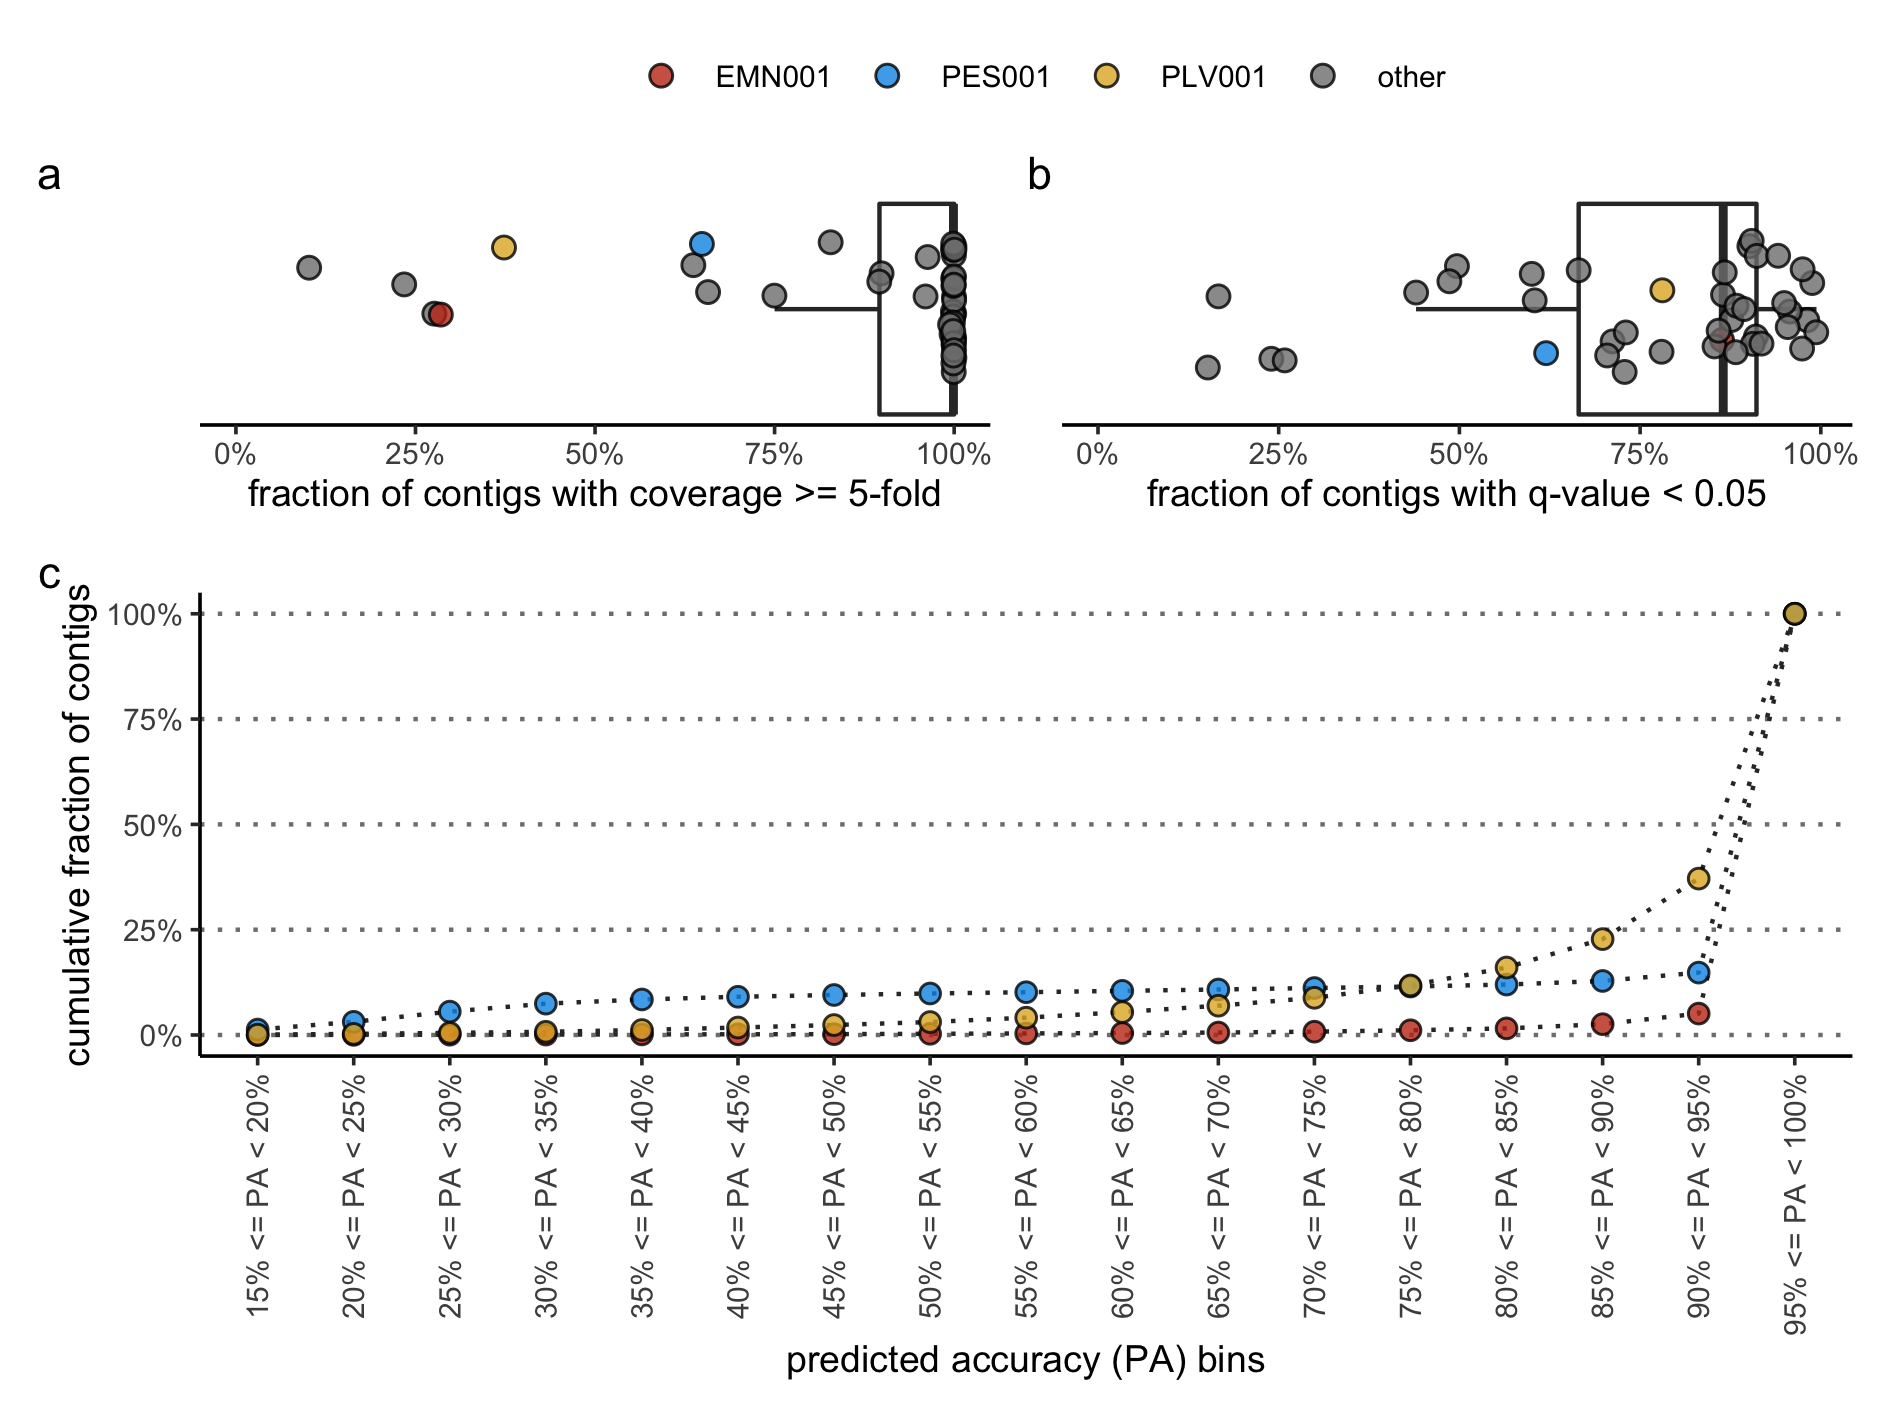 EMN001 PES001 PLV001 other
a
b
0% 25% 50% 75% 100%
fraction of contigs with coverage >= 5-fold
0% 25% 50% 75% 100%
fraction of contigs with q-value < 0.05
c
cumulative fraction of contigs
100%
75%
50%
25%
0%
15% <= PA < 20%
20% <= PA < 25%
25% <= PA < 30%
30% <= PA < 35%
35% <= PA < 40%
40% <= PA < 45%
45% <= PA < 50%
50% <= PA < 55%
55% <= PA < 60%
60% <= PA < 65%
65% <= PA < 70%
70% <= PA < 75%
75% <= PA < 80%
80% <= PA < 85%
85% <= PA < 90%
90% <= PA < 95%
95% <= PA < 100%
predicted accuracy (PA) bins